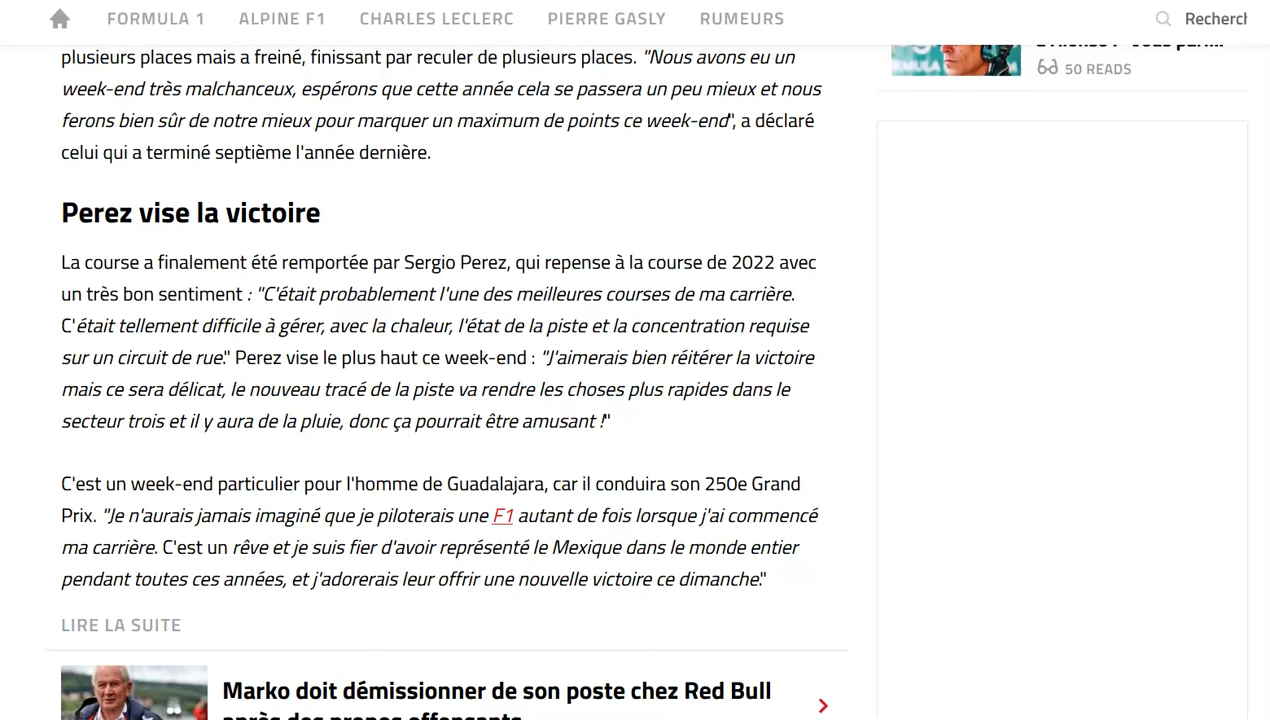 FORMULA 1
ALPINE F1
CHARLES LECLERC
PIERRE GASLY
RUMEURS
Recherch
plusieurs places mais a freiné, finissant par reculer de plusieurs places. "Nous avons eu un
week-end très malchanceux, espérons que cette année cela se passera un peu mieux et nous
ferons bien sûr de notre mieux pour marquer un maximum de points ce week-end", a déclaré
celui qui a terminé septième l'année dernière.
Perez vise la victoire
La course a finalement été remportée par Sergio Perez, qui repense à la course de 2022 avec
un très bon sentiment : "C'était probablement l'une des meilleures courses de ma carrière.
C'était tellement difficile à gérer, avec la chaleur, l'état de la piste et la concentration requise
sur un circuit de rue." Perez vise le plus haut ce week-end : "J'aimerais bien réitérer la victoire
mais ce sera délicat, le nouveau tracé de la piste va rendre les choses plus rapides dans le
secteur trois et il y aura de la pluie, donc ça pourrait être amusant !"
C'est un week-end particulier pour l'homme de Guadalajara, car il conduira son 250e Grand
Prix. "Je n'aurais jamais imaginé que je piloterais une F1 autant de fois lorsque j'ai commencé
ma carrière. C'est un rêve et je suis fier d'avoir représenté le Mexique dans le monde entier
pendant toutes ces années, et j'adorerais leur offrir une nouvelle victoire ce dimanche."
LIRE LA SUITE
Marko doit démissionner de son poste chez Red Bull
après des propos offensants
50 READS